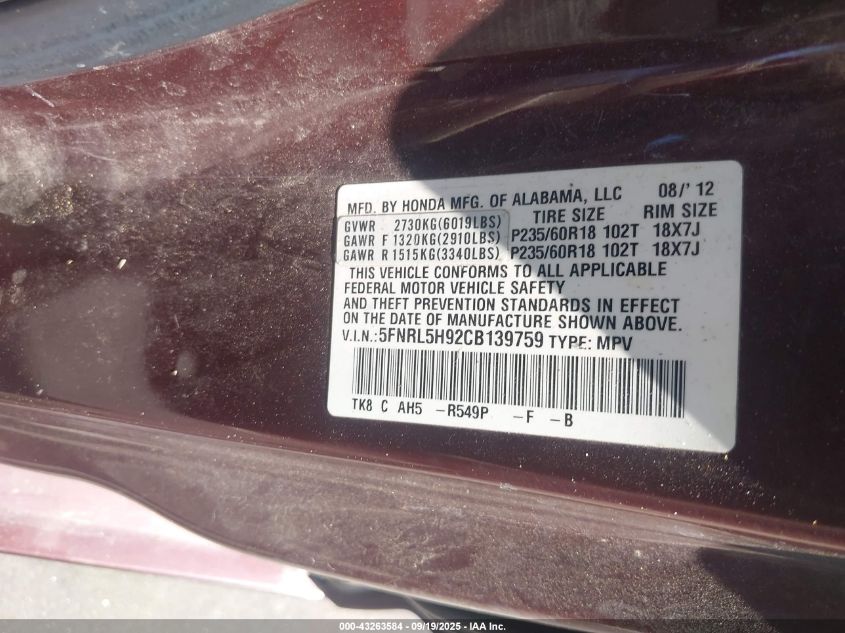 MFD. BY HONDA MFG. OF ALABAMA, LLC 08/'12
GVWR 2730KG(6019LBS) TIRE SIZE RIM SIZE
GAWR F 1320KG(2910LBS) P235/60R18 102T 18X7J
GAWR R 1515KG(3340LBS) P235/60R18 102T 18X7J
THIS VEHICLE CONFORMS TO ALL APPLICABLE
FEDERAL MOTOR VEHICLE SAFETY
AND THEFT PREVENTION STANDARDS IN EFFECT
ON THE DATE OF MANUFACTURE SHOWN ABOVE.
V.I.N.:5FNRL5H92CB139759 TYPE: MPV
TK8 C AH5 -R549P -F -B
000-43263584 - 09/19/2025 - IAA Inc.